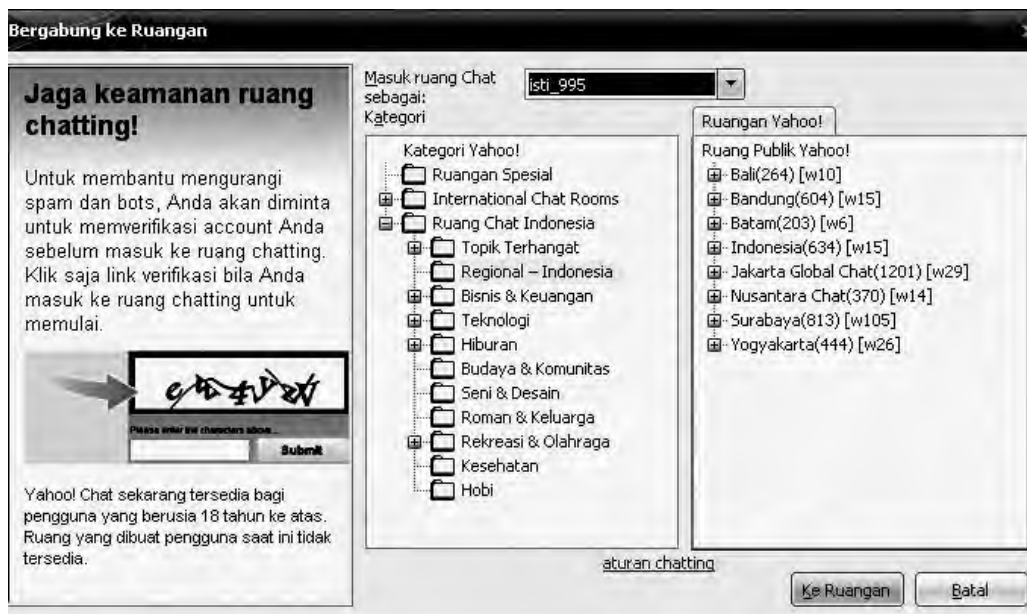 Bergabung ke Ruangan
Jaga keamanan ruang
chatting!
Untuk membantu mengurangi
spam dan bots, Anda akan diminta
untuk memverifikasi account Anda
sebelum masuk ke ruang chatting.
Klik saja link verifikasi bila Anda
masuk ke ruang chatting untuk
memulai.
Please enter the characters above...
Submit
Yahoo! Chat sekarang tersedia bagi
pengguna yang berusia 18 tahun ke atas.
Ruang yang dibuat pengguna saat ini tidak
tersedia.
Masuk ruang Chat
sebagai:
isti_995
Kategori
Kategori Yahoo!
Ruangan Spesial
International Chat Rooms
Ruang Chat Indonesia
Topik Terhangat
Regional – Indonesia
Bisnis & Keuangan
Teknologi
Hiburan
Budaya & Komunitas
Seni & Desain
Roman & Keluarga
Rekreasi & Olahraga
Kesehatan
Hobi
Ruangan Yahoo!
Ruang Publik Yahoo!
Bali(264) [w10]
Bandung(604) [w15]
Batam(203) [w6]
Indonesia(634) [w15]
Jakarta Global Chat(1201) [w29]
Nusantara Chat(370) [w14]
Surabaya(813) [w105]
Yogyakarta(444) [w26]
aturan chatting
Ke Ruangan
Batal